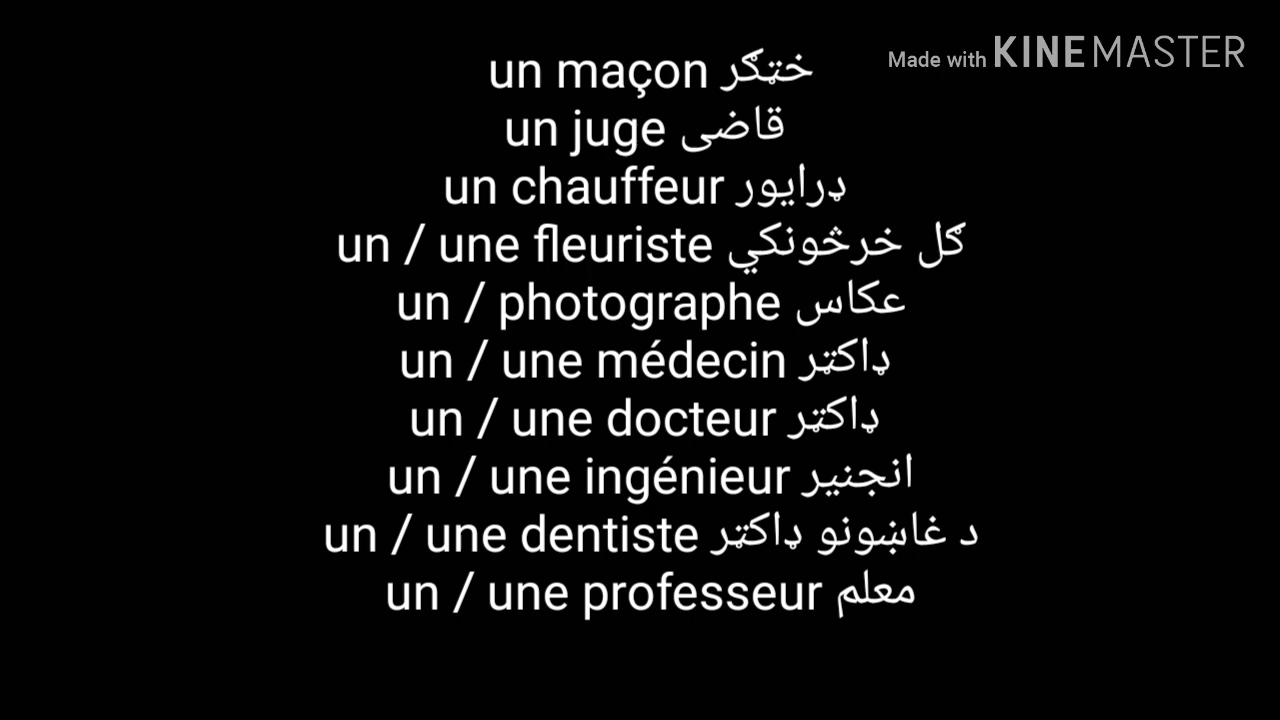 Made with KINEMASTER
un maçon ختټګر
un juge قاضی
un chauffeur ډرایور
un / une fleuriste ګل خرڅونکي
un / photographe عکاس
un / une médecin ډاکټر
un / une docteur ډاکټر
un / une ingénieur انجنیر
un / une dentiste د غاښونو ډاکټر
un / une professeur معلم